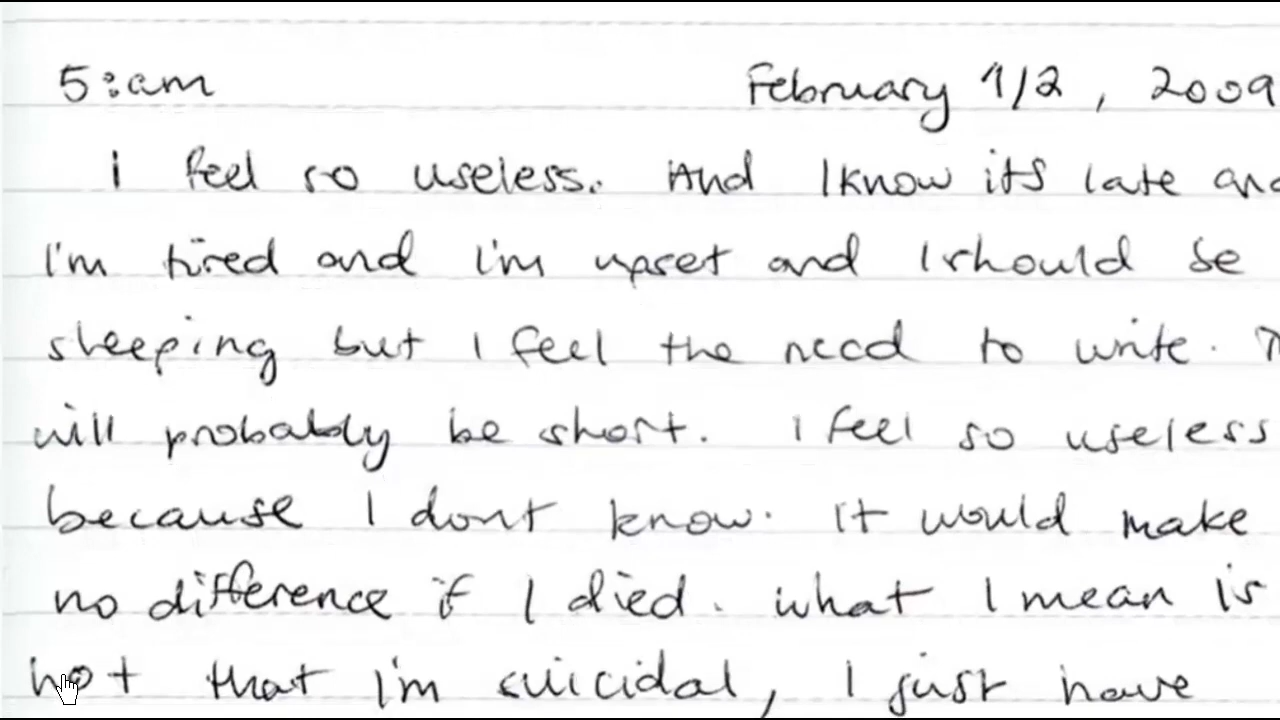 5:am February 1/2, 2009
I feel so useless. And I know its late and
I'm tired and I'm upset and I should be
sleeping but I feel the need to write.
will probably be short. I feel so useless
because I dont know. It would make
no difference if I died. what I mean is
not that I'm suicidal, I just have